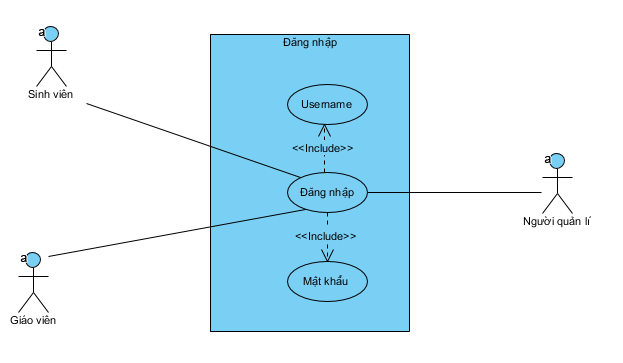 a
Sinh viên
Đăng nhập
Username
<<Include>>
Đăng nhập
<<Include>>
Mật khẩu
a
Người quản lí
a
Giáo viên